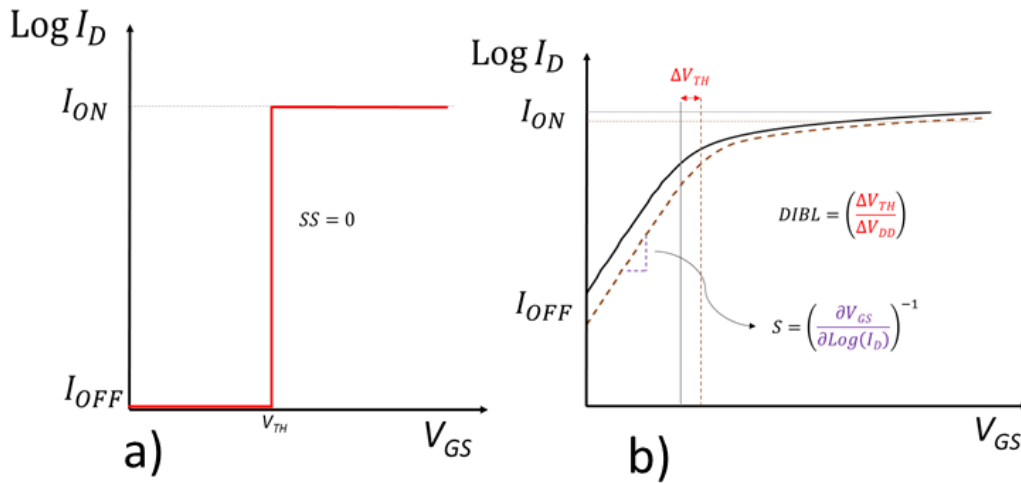 Log I_D
I_ON
SS = 0
I_OFF
V_TH
V_GS
a)
Log I_D
ΔV_TH
I_ON
DIBL = (ΔV_TH / ΔV_DD)
I_OFF
S = (∂V_GS / ∂Log(I_D))^{-1}
V_GS
b)